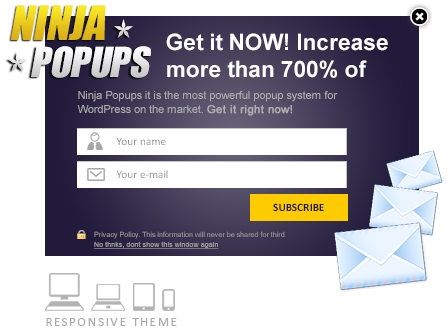 NINJA
POPUPS
Get it NOW! Increase
more than 700% of
Ninja Popups it is the most powerful popup system for
WordPress on the market. Get it right now!
Your name
Your e-mail
SUBSCRIBE
Privacy Policy. This information will never be shared for third
No thnks, dont show this window again
RESPONSIVE THEME